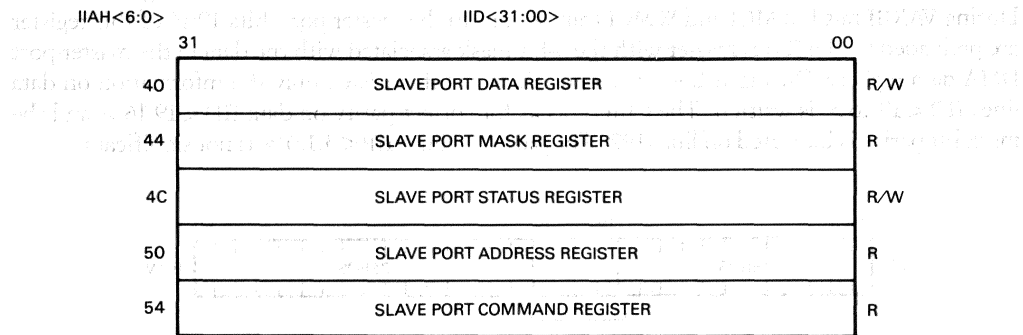 IIAH<6:0> IID<31:00>
31 00
40 SLAVE PORT DATA REGISTER R/W
44 SLAVE PORT MASK REGISTER R
4C SLAVE PORT STATUS REGISTER R/W
50 SLAVE PORT ADDRESS REGISTER R
54 SLAVE PORT COMMAND REGISTER R